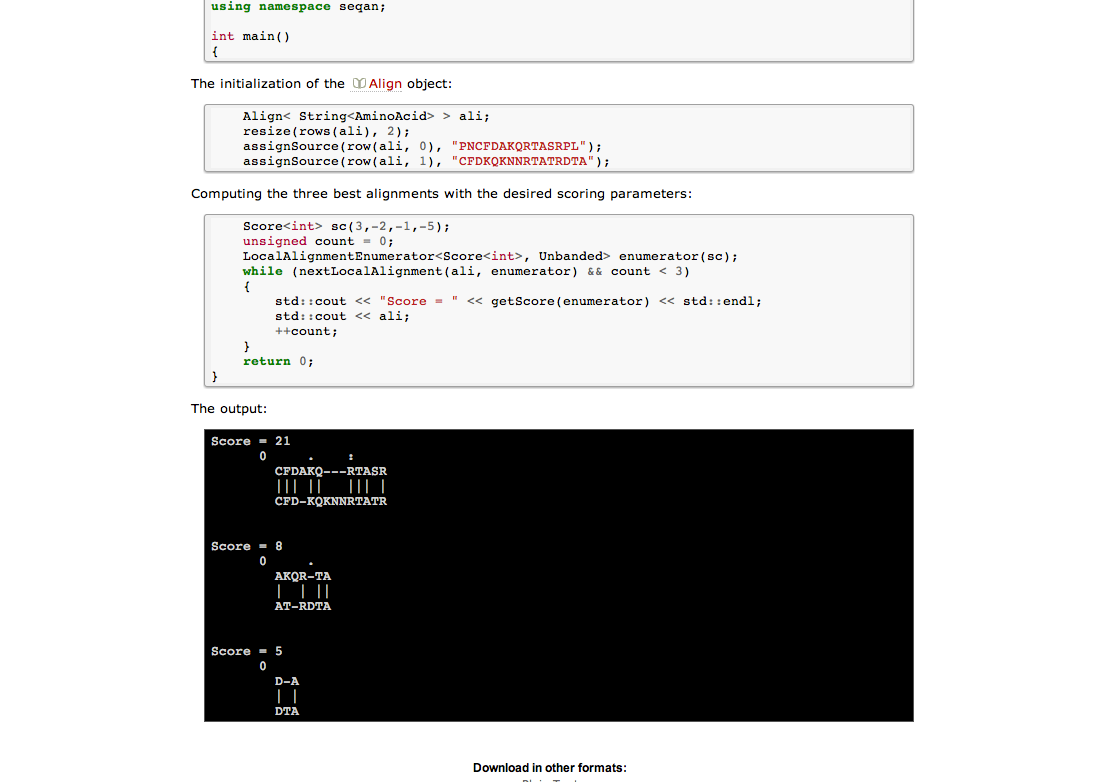 using namespace seqan;
int main()
{
The initialization of the Align object:
Align< String<AminoAcid> > ali;
resize(rows(ali), 2);
assignSource(row(ali, 0), "PNCFDAKQRTASRPL");
assignSource(row(ali, 1), "CFDKQKNNRTATRDTA");
Computing the three best alignments with the desired scoring parameters:
Score<int> sc(3,-2,-1,-5);
unsigned count = 0;
LocalAlignmentEnumerator<Score<int>, Unbanded> enumerator(sc);
while (nextLocalAlignment(ali, enumerator) && count < 3)
{
std::cout << "Score = " << getScore(enumerator) << std::endl;
std::cout << ali;
++count;
}
return 0;
}
The output:
Score = 21
0     .    :
CFDAKQ---RTASR
||| ||   ||| |
CFD-KQKNNRTATR
Score = 8
0     .
AKQR-TA
|  | ||
AT-RDTA
Score = 5
0
D-A
| |
DTA
Download in other formats: